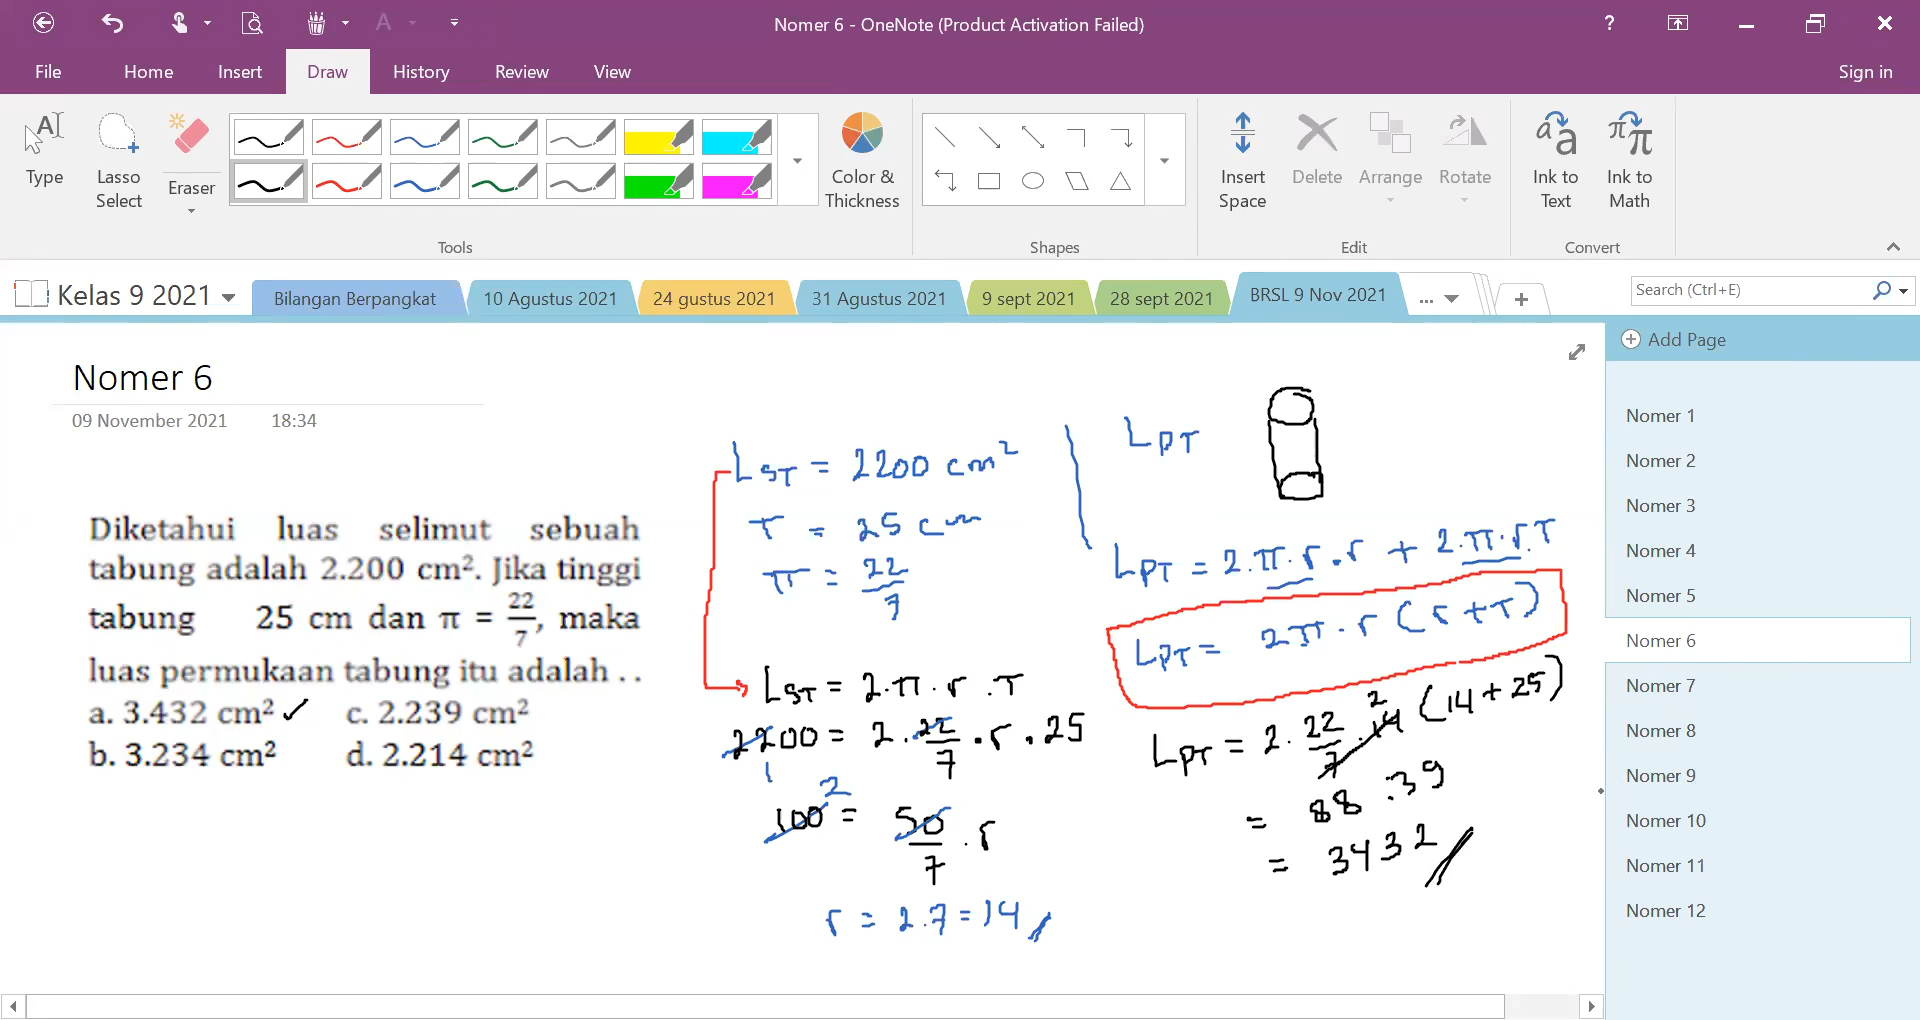 Nomer 6 - OneNote (Product Activation Failed)
File Home Insert Draw History Review View Sign in
Type
Lasso Select
Eraser
Color & Thickness
Insert Space
Delete
Arrange
Rotate
Ink to Text
Ink to Math
Tools Shapes Edit Convert
Kelas 9 2021
Bilangan Berpangkat
10 Agustus 2021
24 gustus 2021
31 Agustus 2021
9 sept 2021
28 sept 2021
BRSL 9 Nov 2021
...
Search (Ctrl+E)
Add Page
Nomer 1
Nomer 2
Nomer 3
Nomer 4
Nomer 5
Nomer 6
Nomer 7
Nomer 8
Nomer 9
Nomer 10
Nomer 11
Nomer 12
Nomer 6
09 November 2021 18:34
Diketahui luas selimut sebuah
tabung adalah 2.200 cm². Jika tinggi
tabung 25 cm dan π = 22/7, maka
luas permukaan tabung itu adalah . .
a. 3.432 cm² ✓ c. 2.239 cm²
b. 3.234 cm² d. 2.214 cm²
LST = 2200 cm²
T = 25 cm
π = 22/7
LST = 2.π.r.T
2200 = 2.22/7.r.25
1
2
100 = 50/7.r
r = 2.7 = 14
LPT
LPT = 2.π.r.r + 2.π.r.T
LPT = 2π.r(r+T)
2
LPT = 2.22/7.14 (14+25)
= 88.39
= 3432